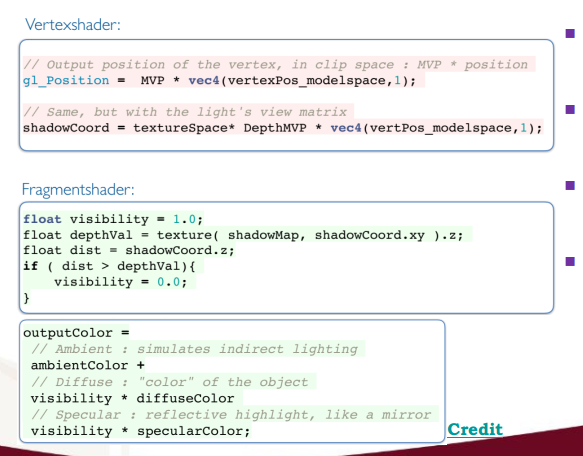 Vertexshader:
// Output position of the vertex, in clip space : MVP * position
gl_Position =  MVP * vec4(vertexPos_modelspace,1);
// Same, but with the light's view matrix
shadowCoord = textureSpace* DepthMVP * vec4(vertPos_modelspace,1);
Fragmentshader:
float visibility = 1.0;
float depthVal = texture( shadowMap, shadowCoord.xy ).z;
float dist = shadowCoord.z;
if ( dist > depthVal){
    visibility = 0.0;
}
outputColor =
// Ambient : simulates indirect lighting
ambientColor +
// Diffuse : "color" of the object
visibility * diffuseColor
// Specular : reflective highlight, like a mirror
visibility * specularColor;
Credit